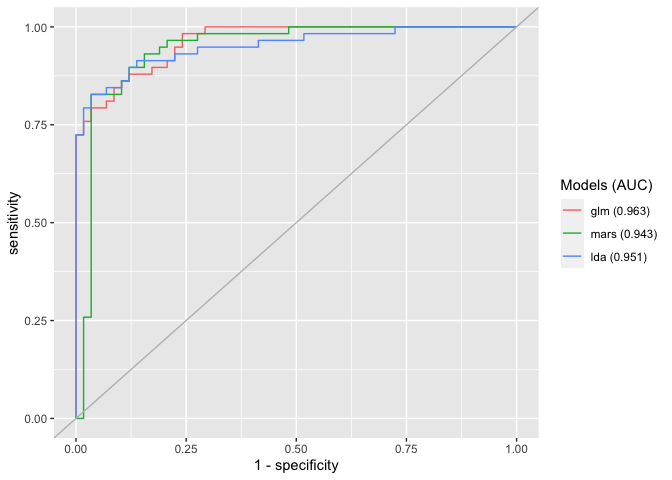 1.00
0.75
0.50
0.25
0.00
sensitivity
0.00 0.25 0.50 0.75 1.00
1 - specificity
Models (AUC)
glm (0.963)
mars (0.943)
lda (0.951)